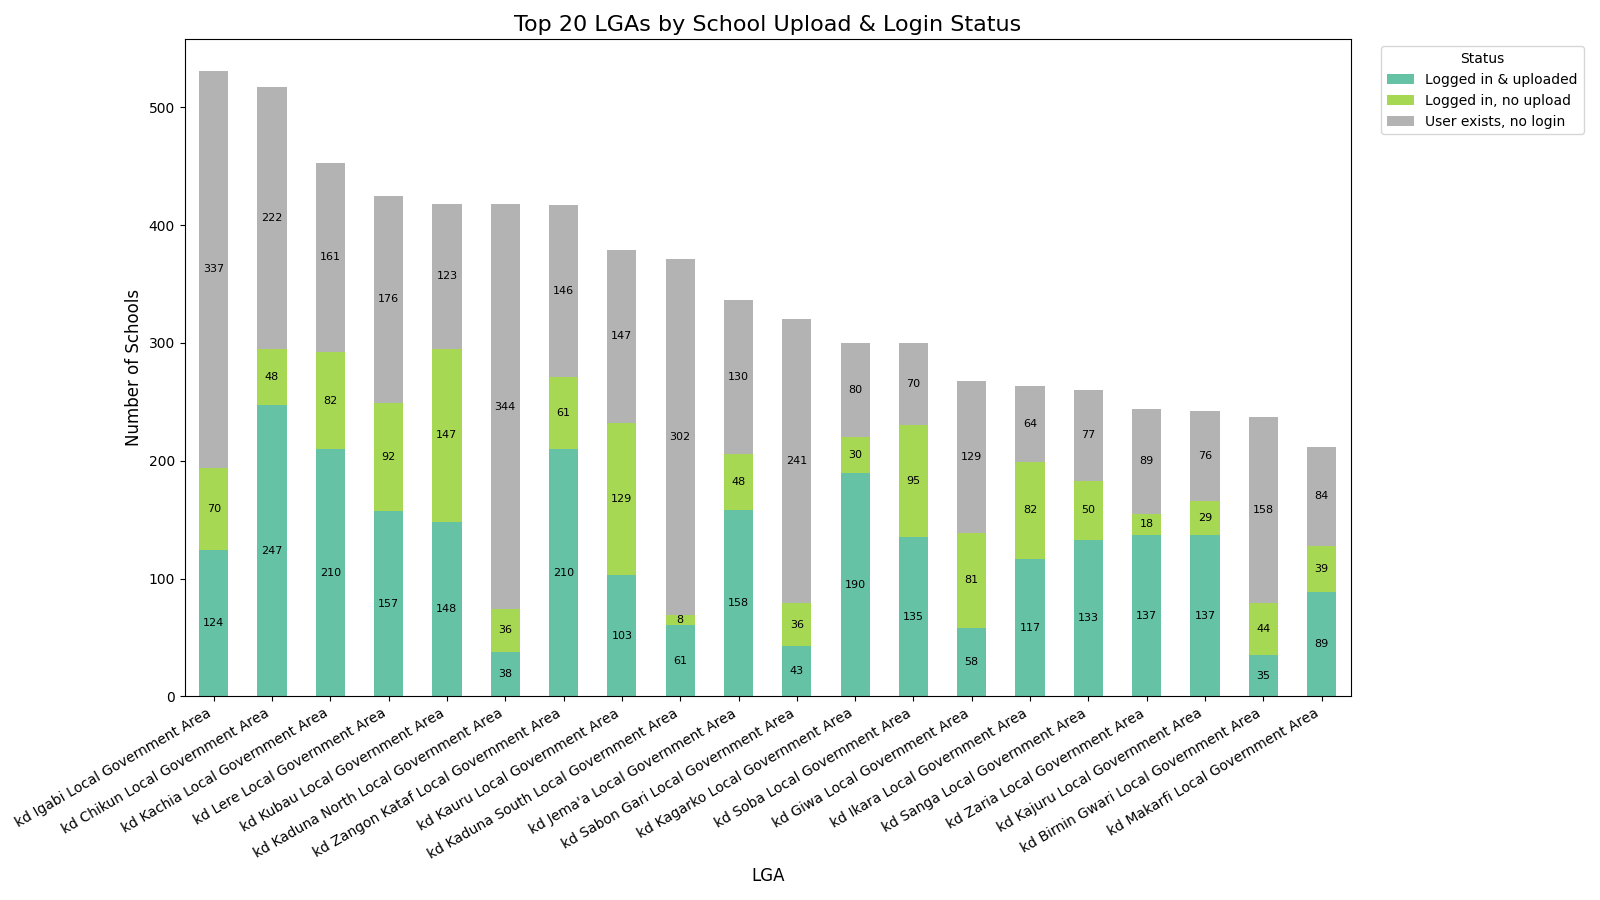 Top 20 LGAs by School Upload & Login Status
Status
Logged in & uploaded
Logged in, no upload
User exists, no login
Number of Schools
500
400
300
200
100
0
337
70
124
222
48
247
161
82
210
176
92
157
123
147
148
344
36
38
146
61
210
147
129
103
302
8
61
130
48
158
241
36
43
80
30
190
70
95
135
129
81
58
64
82
117
77
50
133
89
18
137
76
29
137
158
44
35
84
39
89
kd Igabi Local Government Area
kd Chikun Local Government Area
kd Kachia Local Government Area
kd Lere Local Government Area
kd Kubau Local Government Area
kd Kaduna North Local Government Area
kd Zangon Kataf Local Government Area
kd Kauru Local Government Area
kd Kaduna South Local Government Area
kd Jema'a Local Government Area
kd Sabon Gari Local Government Area
kd Kagarko Local Government Area
kd Soba Local Government Area
kd Giwa Local Government Area
kd Ikara Local Government Area
kd Sanga Local Government Area
kd Zaria Local Government Area
kd Kajuru Local Government Area
kd Birnin Gwari Local Government Area
kd Makarfi Local Government Area
LGA